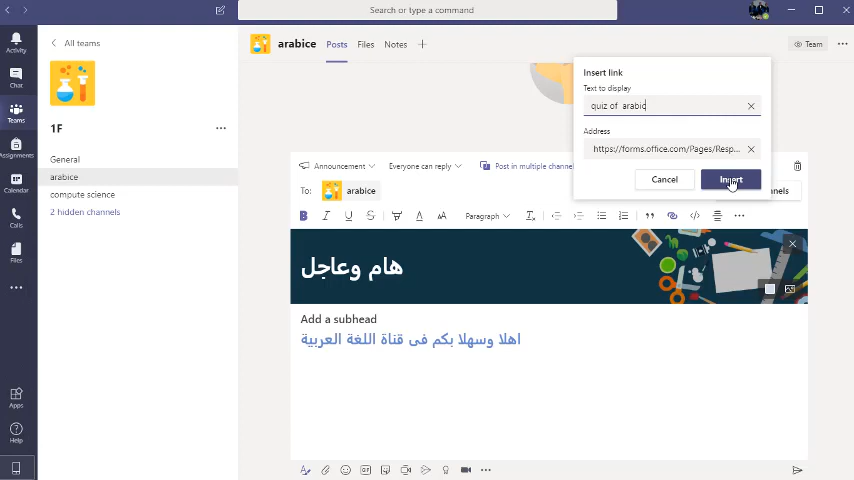 Search or type a command
Activity
Chat
Teams
Assignments
Calendar
Calls
Files
Apps
Help
All teams
1F
General
arabice
compute science
2 hidden channels
arabice
Posts
Files
Notes
Team
Insert link
Text to display
quiz of arabic
Address
https://forms.office.com/Pages/Resp...
Cancel
Insert
Announcement
Everyone can reply
Post in multiple channel
To:
arabice
nnels
Paragraph
هام وعاجل
Add a subhead
اهلا وسهلا بكم فى قناة اللغة العربية